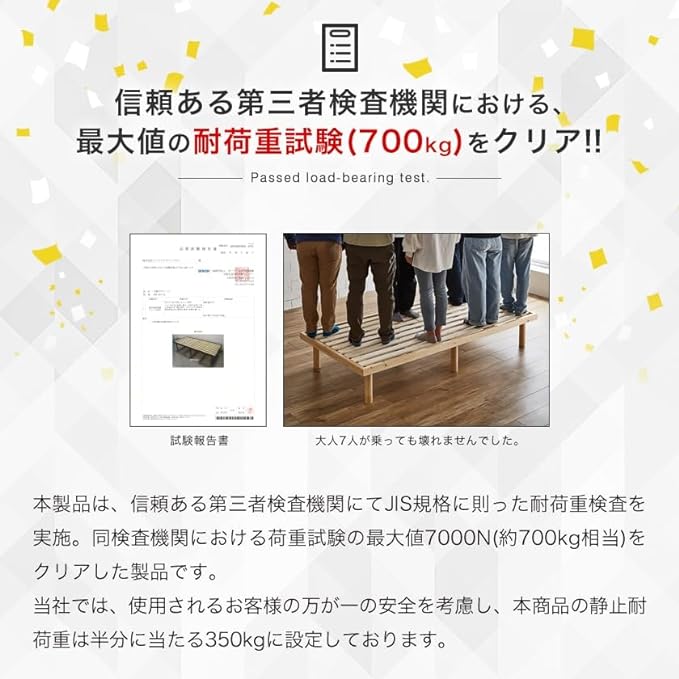 信頼ある第三者検査機関における、
最大値の耐荷重試験(700kg)をクリア!!
Passed load-bearing test.
試験報告書
大人7人が乗っても壊れませんでした。
本製品は、信頼ある第三者検査機関にてJIS規格に則った耐荷重検査を
実施。同検査機関における荷重試験の最大値7000N(約700kg相当)を
クリアした製品です。
当社では、使用されるお客様の万が一の安全を考慮し、本商品の静止耐
荷重は半分に当たる350kgに設定しております。